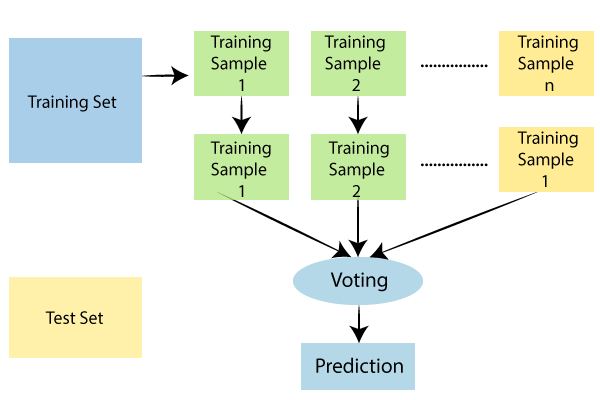 Training Set
Training
Sample
1
Training
Sample
2
Training
Sample
n
Training
Sample
1
Training
Sample
2
Training
Sample
1
Voting
Test Set
Prediction